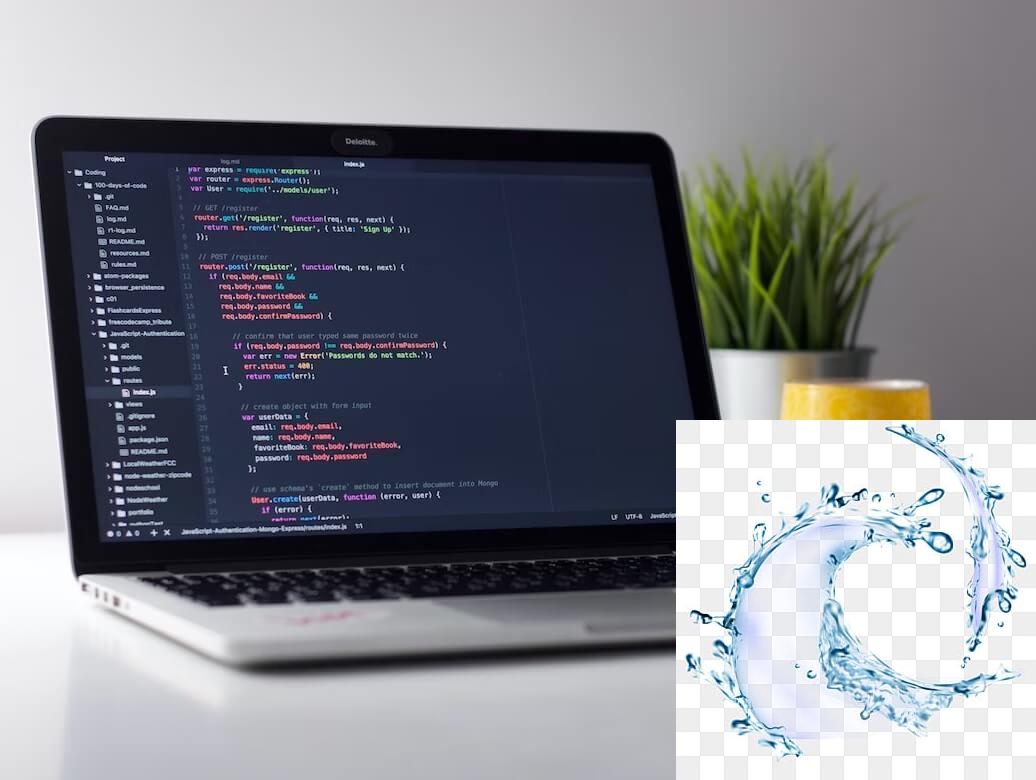 Deloitte.
Project
log.md
index.js
Coding
100-days-of-code
.git
FAQ.md
log.md
r1-log.md
README.md
resources.md
rules.md
atom-packages
browser_persistence
c01
FlashcardsExpress
freecodecamp_tribute
JavaScript-Authentication
.git
models
public
routes
index.js
views
.gitignore
app.js
package.json
README.md
LocalWeatherFCC
node-weather-zipcode
nodeschool
NodeWeather
portfolio
pythonTest
1 var express = require('express');
2 var router = express.Router();
3 var User = require('../models/user');
4
5 // GET /register
6 router.get('/register', function(req, res, next) {
7 return res.render('register', { title: 'Sign Up' });
8 });
9
10 // POST /register
11 router.post('/register', function(req, res, next) {
12 if (req.body.email &&
13 req.body.name &&
14 req.body.favoriteBook &&
15 req.body.password &&
16 req.body.confirmPassword) {
17
18 // confirm that user typed same password twice
19 if (req.body.password !== req.body.confirmPassword) {
20 var err = new Error('Passwords do not match.');
21 err.status = 400;
22 return next(err);
23 }
24
25 // create object with form input
26 var userData = {
27 email: req.body.email,
28 name: req.body.name,
29 favoriteBook: req.body.favoriteBook,
30 password: req.body.password
31 };
32
33 // use schema's `create` method to insert document into Mongo
34 User.create(userData, function (error, user) {
35 if (error) {
36 return next(error);
0 0 JavaScript-Authentication-Mongo-Express/routes/index.js 1:1 LF UTF-8